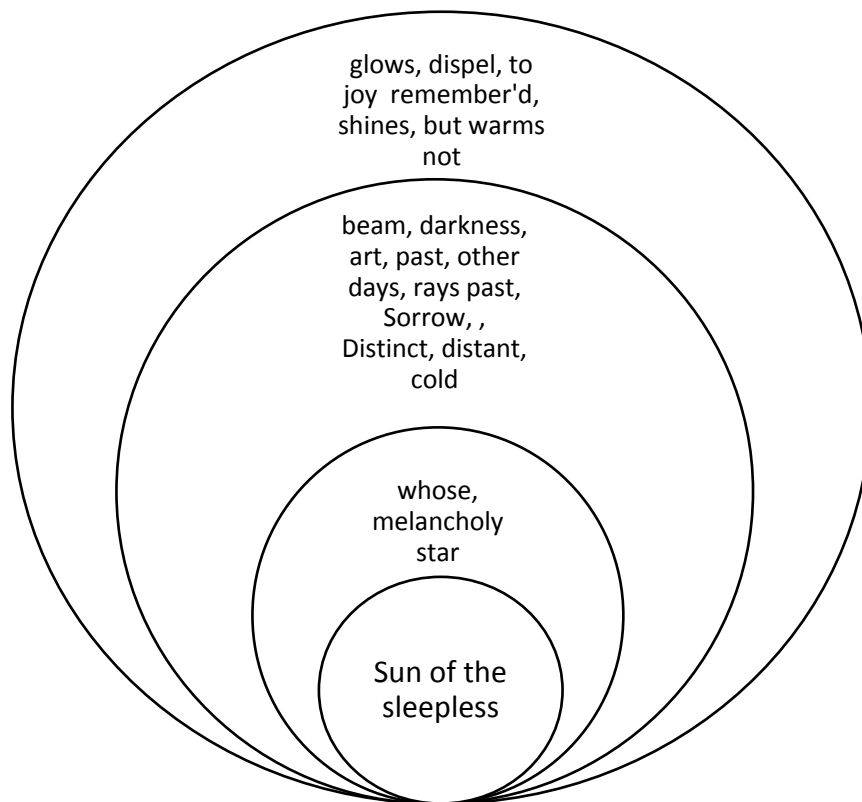 glows, dispel, to
joy  remember'd,
shines, but warms
not
beam, darkness,
art, past, other
days, rays past,
Sorrow, ,
Distinct, distant,
cold
whose,
melancholy
star
Sun of the
sleepless